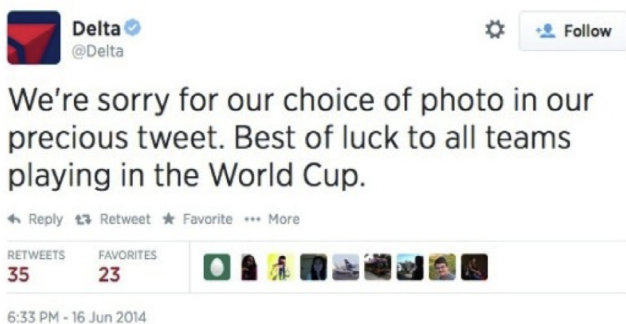 Delta
@Delta
Follow
We're sorry for our choice of photo in our
precious tweet. Best of luck to all teams
playing in the World Cup.
Reply Retweet Favorite ••• More
RETWEETS FAVORITES
35 23
6:33 PM - 16 Jun 2014